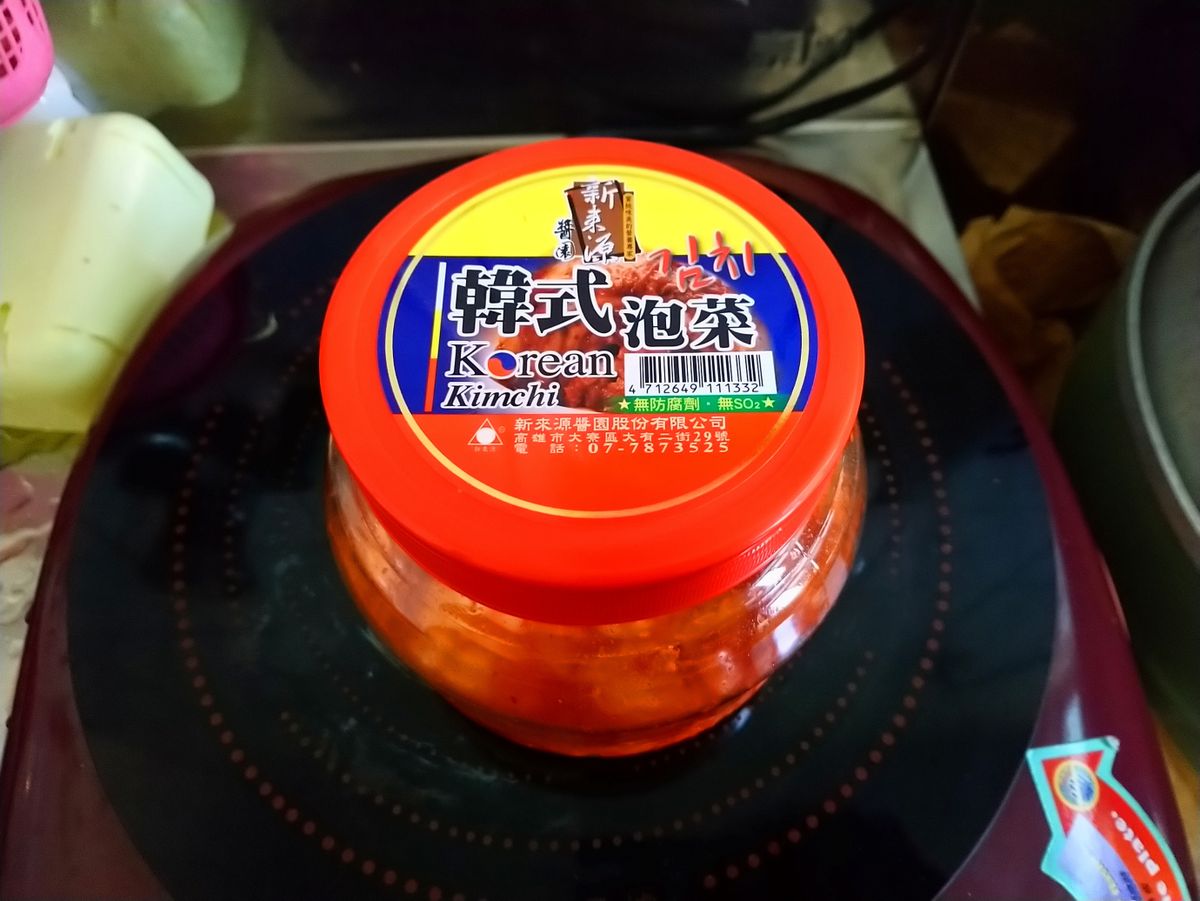 新來源
醬園
김치
韓式泡菜
Korean
Kimchi
4 712649 111332
★無防腐劑・無SO₂★
新來源醬園股份有限公司
高雄市大寮區大有二街29號
電話：07-7873525
plate.